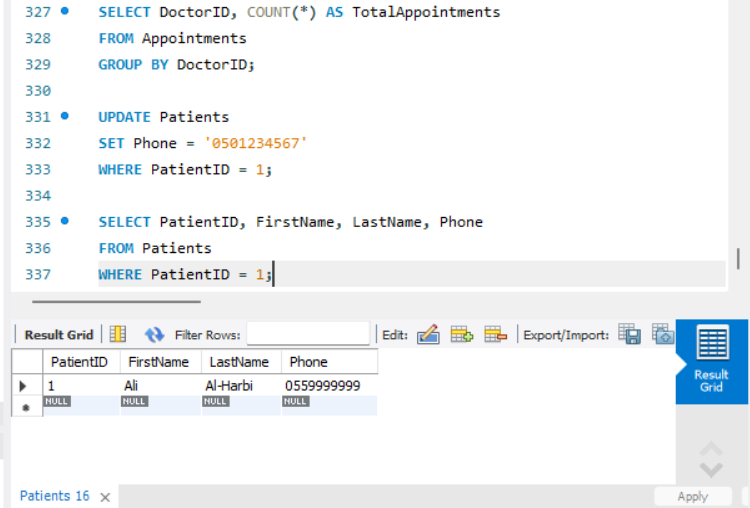 327 SELECT DoctorID, COUNT(*) AS TotalAppointments
328 FROM Appointments
329 GROUP BY DoctorID;
330
331 UPDATE Patients
332 SET Phone = '0501234567'
333 WHERE PatientID = 1;
334
335 SELECT PatientID, FirstName, LastName, Phone
336 FROM Patients
337 WHERE PatientID = 1;
Result Grid Filter Rows: Edit: Export/Import:
PatientID FirstName LastName Phone
1 Ali Al-Harbi 0559999999
NULL NULL NULL NULL
Result
Grid
Patients 16 Apply